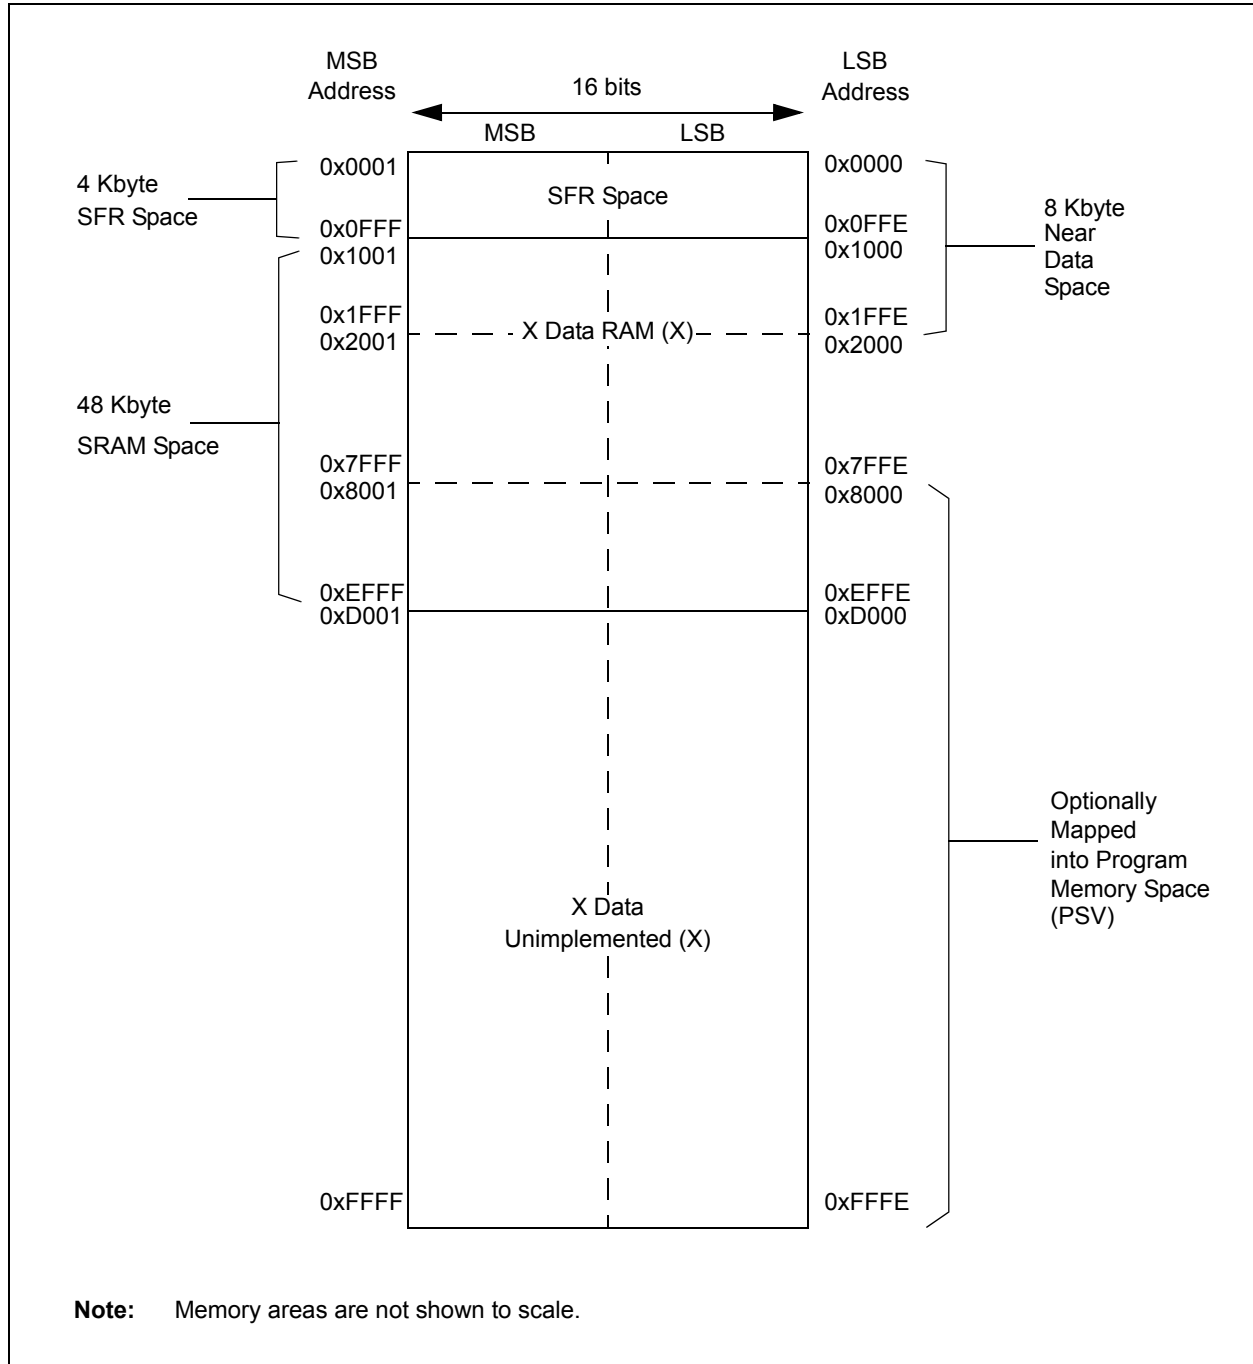 MSB
Address
LSB
Address
16 bits
MSB
LSB
4 Kbyte
SFR Space
0x0001
0x0FFF
0x1001
0x1FFF
0x2001
48 Kbyte
SRAM Space
0x7FFF
0x8001
0xEFFF
0xD001
0xFFFF
SFR Space
X Data RAM (X)
X Data
Unimplemented (X)
0x0000
0x0FFE
0x1000
0x1FFE
0x2000
0x7FFE
0x8000
0xEFFE
0xD000
0xFFFE
8 Kbyte
Near
Data
Space
Optionally
Mapped
into Program
Memory Space
(PSV)
Note: Memory areas are not shown to scale.